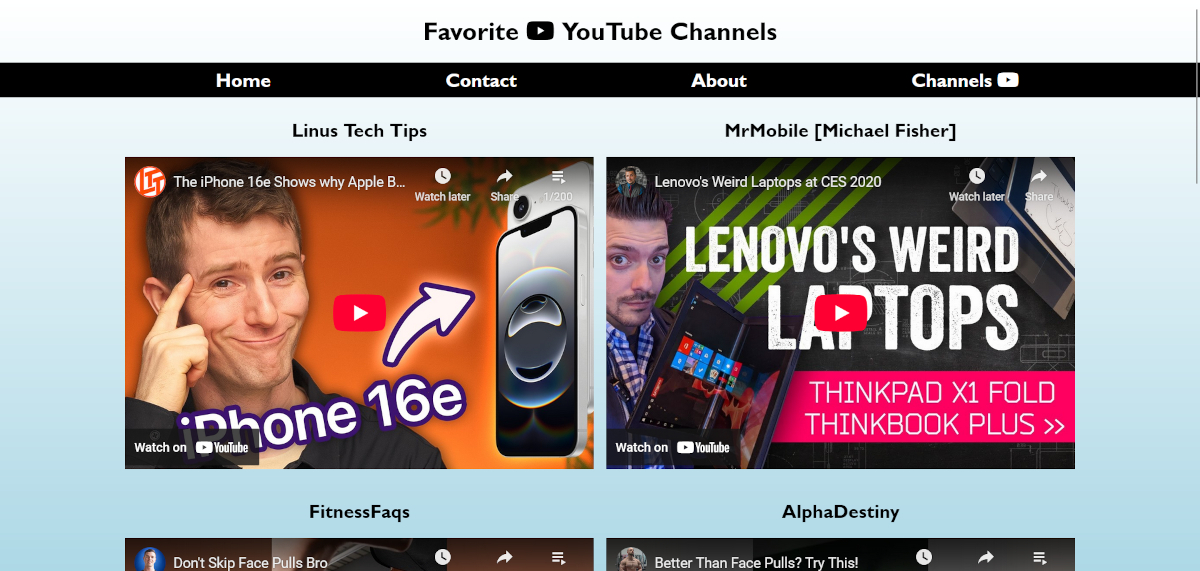 Favorite YouTube Channels
Home Contact About Channels
Linus Tech Tips
The iPhone 16e Shows why Apple B...
Watch later Share 1/200
iPhone 16e
Watch on YouTube
MrMobile [Michael Fisher]
Lenovo's Weird Laptops at CES 2020
Watch later Share
LENOVO'S WEIRD
LAPTOPS
THINKPAD X1 FOLD
THINKBOOK PLUS >>
Watch on YouTube
FitnessFaqs
Don't Skip Face Pulls Bro
AlphaDestiny
Better Than Face Pulls? Try This!